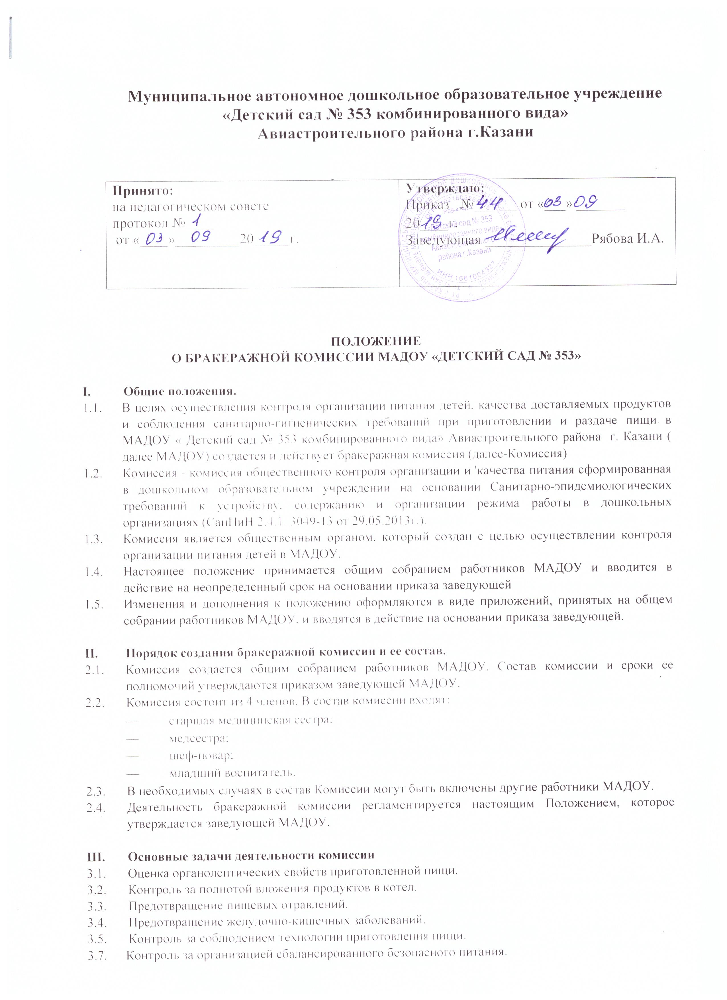 Муниципальное автономное дошкольное образовательное учреждение
«Детский сад № 353 комбинированного вида»
Авиастроительного района г.Казани
Принято:
на педагогическом совете
протокол № 1
от « 03 » 09 20 19 г.
Утверждаю:
Приказ № 44 от «03» 09
20 19 г.
Заведующая Рябова И.А.
«Детский сад № 353
комбинированного вида»
Авиастроительного
района г.Казани
ИНН 1661004327
ПОЛОЖЕНИЕ
О БРАКЕРАЖНОЙ КОМИССИИ МАДОУ «ДЕТСКИЙ САД № 353»
I. Общие положения.
1.1. В целях осуществления контроля организации питания детей, качества доставляемых продуктов
и соблюдения санитарно-гигиенических требований при приготовлении и раздаче пищи в
МАДОУ « Детский сад № 353 комбинированного вида» Авиастроительного района г. Казани (
далее МАДОУ) создается и действует бракеражная комиссия (далее-Комиссия)
1.2. Комиссия - комиссия общественного контроля организации и 'качества питания сформированная
в дошкольном образовательном учреждении на основании Санитарно-эпидемиологических
требований к устройству, содержанию и организации режима работы в дошкольных
организациях (СанПиН 2.4.1. 3049-13 от 29.05.2013г.).
1.3. Комиссия является общественным органом, который создан с целью осуществлении контроля
организации питания детей в МАДОУ.
1.4. Настоящее положение принимается общим собранием работников МАДОУ и вводится в
действие на неопределенный срок на основании приказа заведующей
1.5. Изменения и дополнения к положению оформляются в виде приложений, принятых на общем
собрании работников МАДОУ, и вводятся в действие на основании приказа заведующей.
II. Порядок создания бракеражной комиссии и ее состав.
2.1. Комиссия создается общим собранием работников МАДОУ. Состав комиссии и сроки ее
полномочий утверждаются приказом заведующей МАДОУ.
2.2. Комиссия состоит из 4 членов. В состав комиссии входят:
— старшая медицинская сестра;
— медсестра;
— шеф-повар;
— младший воспитатель.
2.3. В необходимых случаях в состав Комиссии могут быть включены другие работники МАДОУ.
2.4. Деятельность бракеражной комиссии регламентируется настоящим Положением, которое
утверждается заведующей МАДОУ.
III. Основные задачи деятельности комиссии
3.1. Оценка органолептических свойств приготовленной пищи.
3.2. Контроль за полнотой вложения продуктов в котел.
3.3. Предотвращение пищевых отравлений.
3.4. Предотвращение желудочно-кишечных заболеваний.
3.5. Контроль за соблюдением технологии приготовления пищи.
3.7. Контроль за организацией сбалансированного безопасного питания.